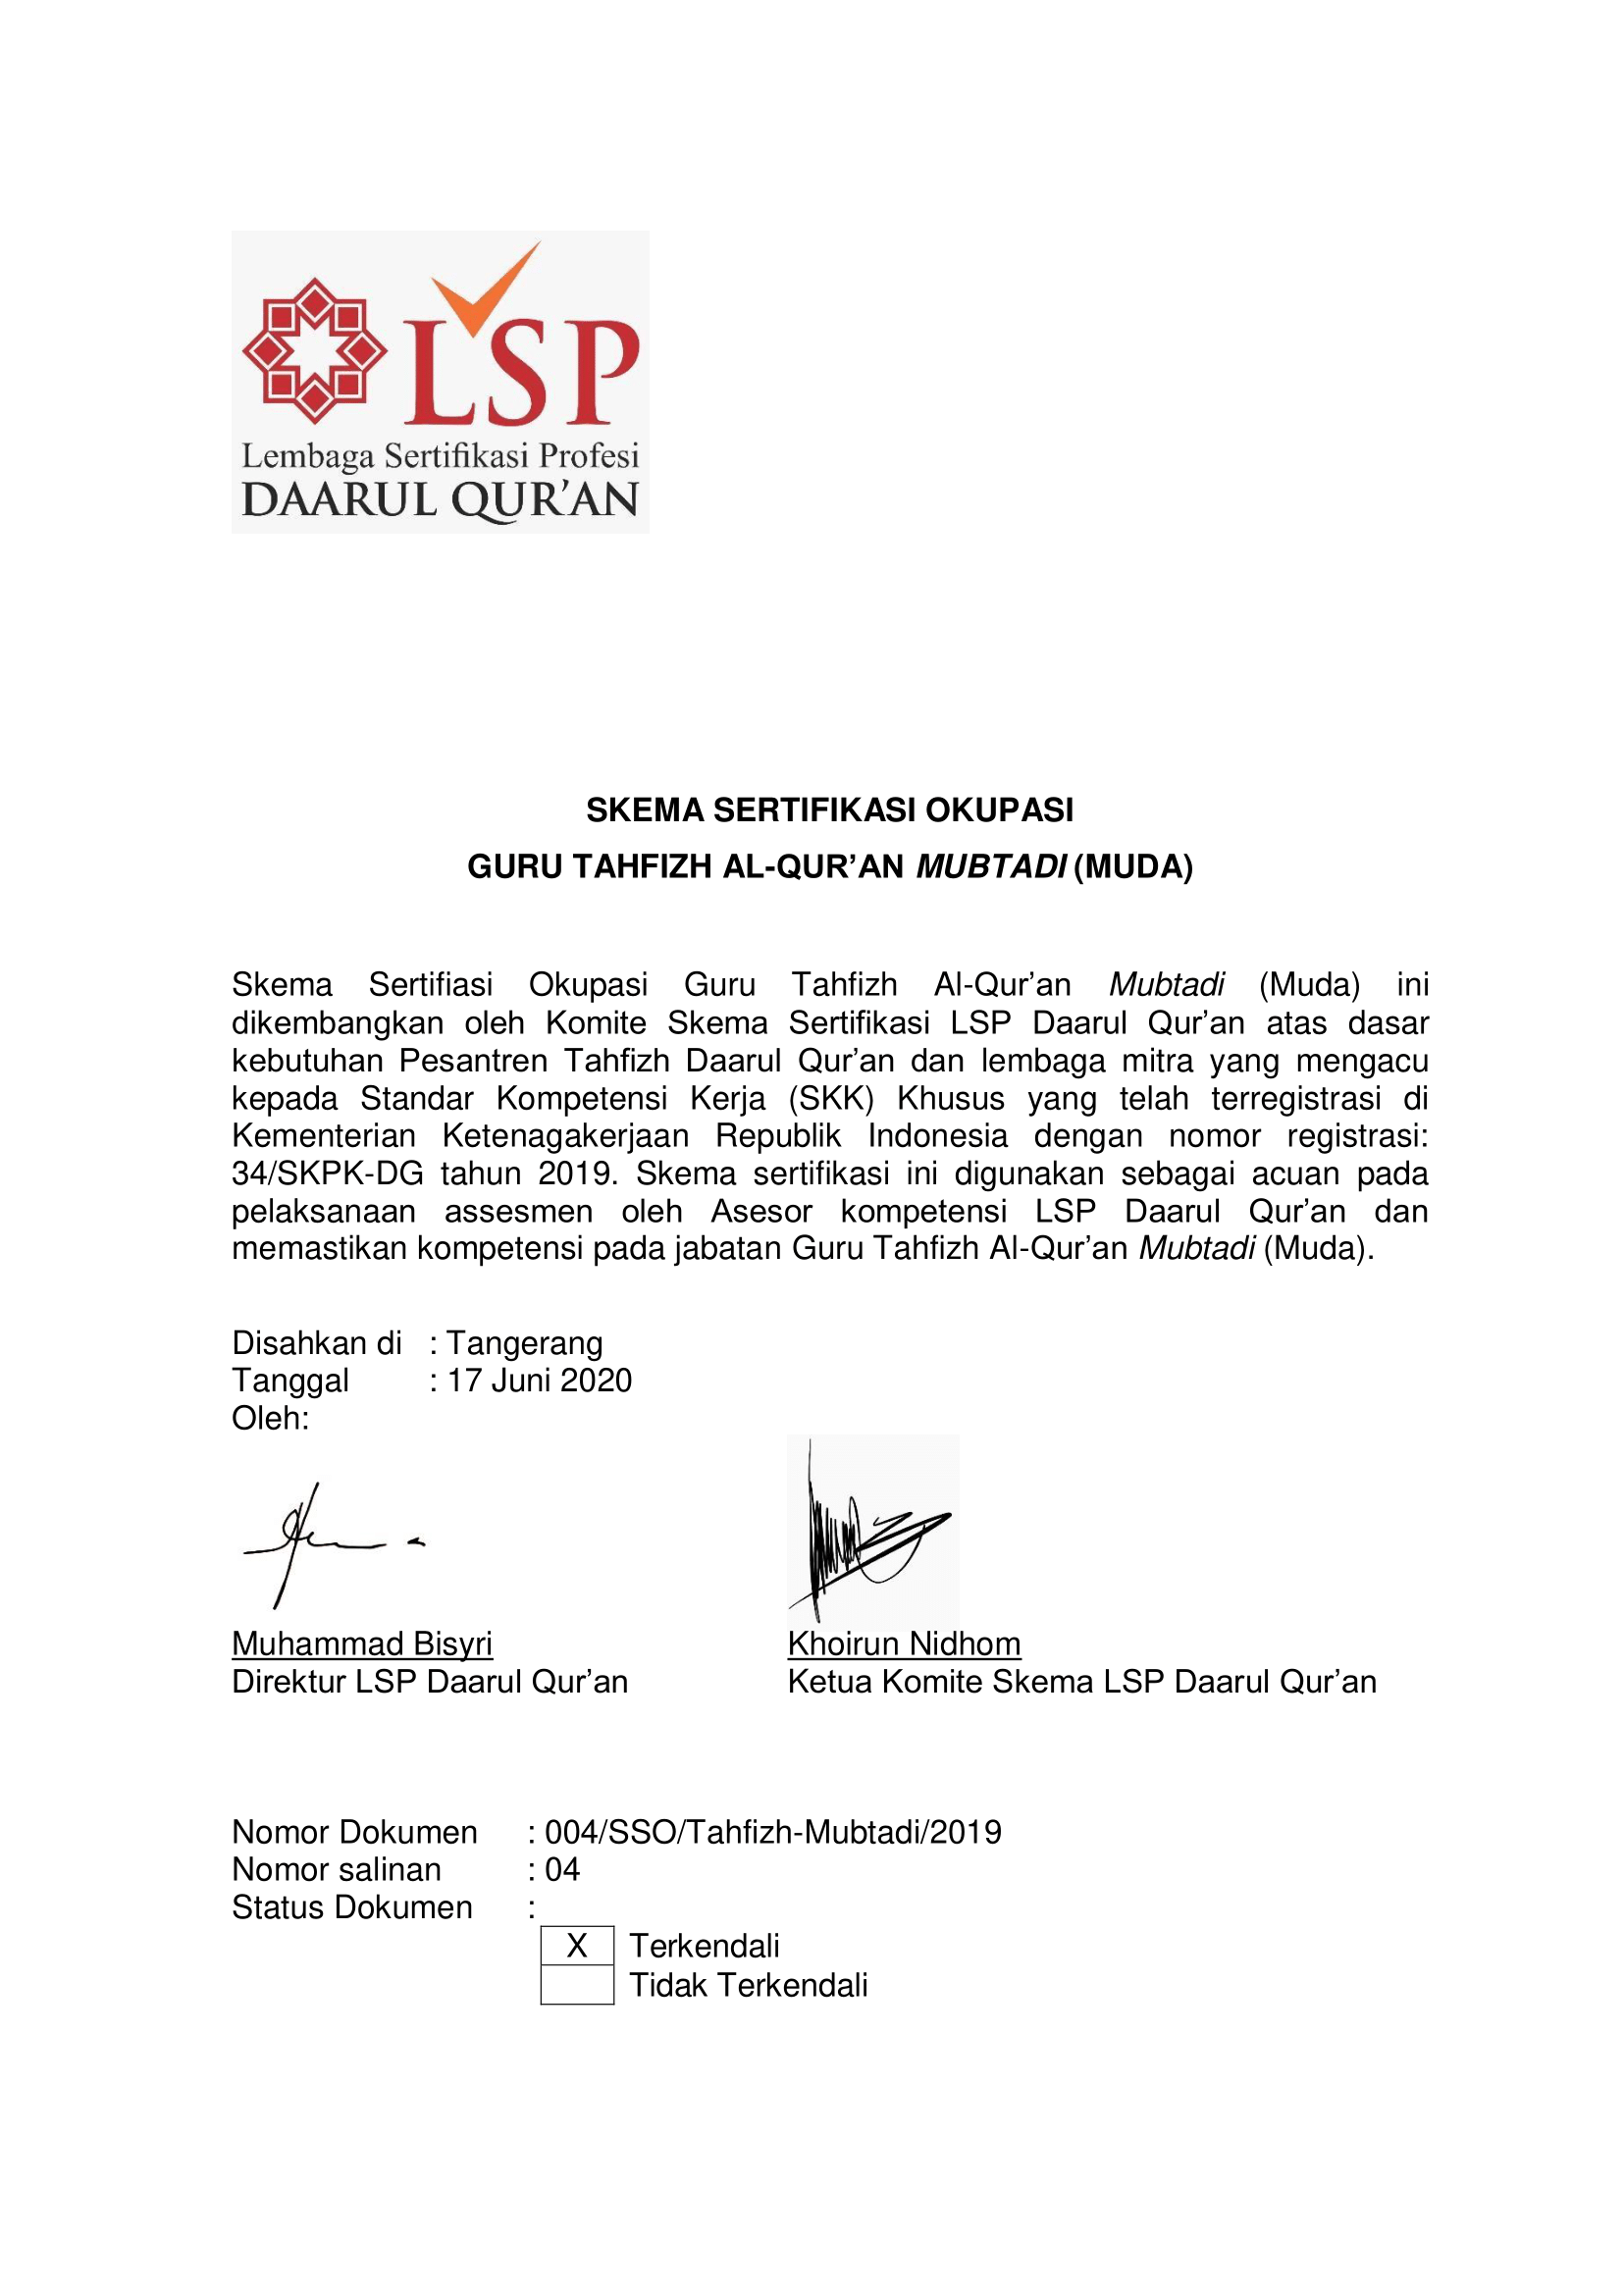 LSP
Lembaga Sertifikasi Profesi
DAARUL QUR'AN
SKEMA SERTIFIKASI OKUPASI
GURU TAHFIZH AL-QUR'AN MUBTADI (MUDA)
Skema Sertifiasi Okupasi Guru Tahfizh Al-Qur'an Mubtadi (Muda) ini
dikembangkan oleh Komite Skema Sertifikasi LSP Daarul Qur'an atas dasar
kebutuhan Pesantren Tahfizh Daarul Qur'an dan lembaga mitra yang mengacu
kepada Standar Kompetensi Kerja (SKK) Khusus yang telah terregistrasi di
Kementerian Ketenagakerjaan Republik Indonesia dengan nomor registrasi:
34/SKPK-DG tahun 2019. Skema sertifikasi ini digunakan sebagai acuan pada
pelaksanaan assesmen oleh Asesor kompetensi LSP Daarul Qur'an dan
memastikan kompetensi pada jabatan Guru Tahfizh Al-Qur'an Mubtadi (Muda).
Disahkan di : Tangerang
Tanggal : 17 Juni 2020
Oleh:
Muhammad Bisyri Khoirun Nidhom
Direktur LSP Daarul Qur'an Ketua Komite Skema LSP Daarul Qur'an
Nomor Dokumen : 004/SSO/Tahfizh-Mubtadi/2019
Nomor salinan : 04
Status Dokumen :
X Terkendali
Tidak Terkendali